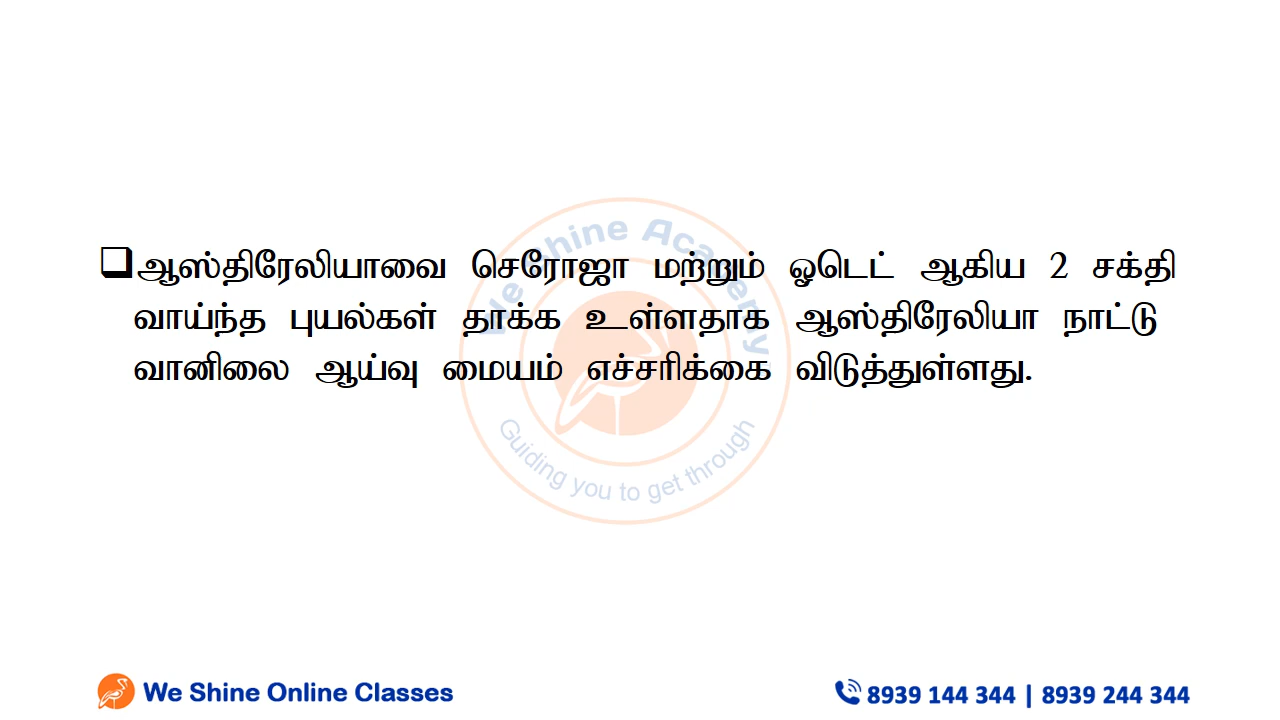 ❑ஆஸ்திரேலியாவை செரோஜா மற்றும் ஓடெட் ஆகிய 2 சக்தி
வாய்ந்த புயல்கள் தாக்க உள்ளதாக ஆஸ்திரேலியா நாட்டு
வானிலை ஆய்வு மையம் எச்சரிக்கை விடுத்துள்ளது.
We Shine Academy
Guiding you to get through
We Shine Online Classes
8939 144 344 | 8939 244 344